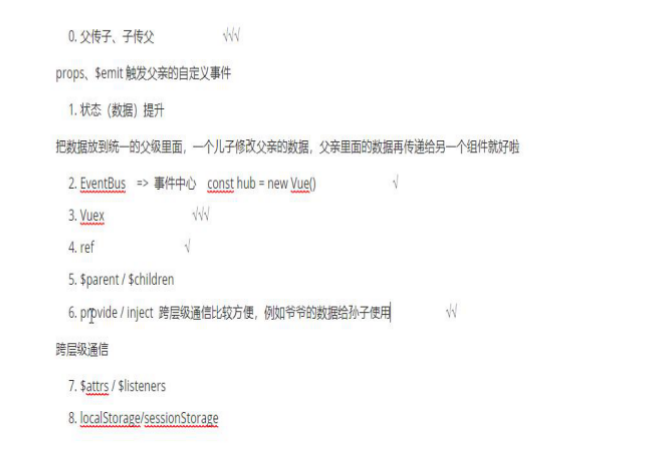 0. 父传子、子传父 √√√
props、$emit 触发父亲的自定义事件
1. 状态（数据）提升
把数据放到统一的父级里面，一个儿子修改父亲的数据，父亲里面的数据再传递给另一个组件就好啦
2. EventBus => 事件中心 const hub = new Vue() √
3. Vuex √√√
4. ref √
5. $parent / $children
6. provide / inject 跨层级通信比较方便，例如爷爷的数据给孙子使用 √√
跨层级通信
7. $attrs / $listeners
8. localStorage/sessionStorage